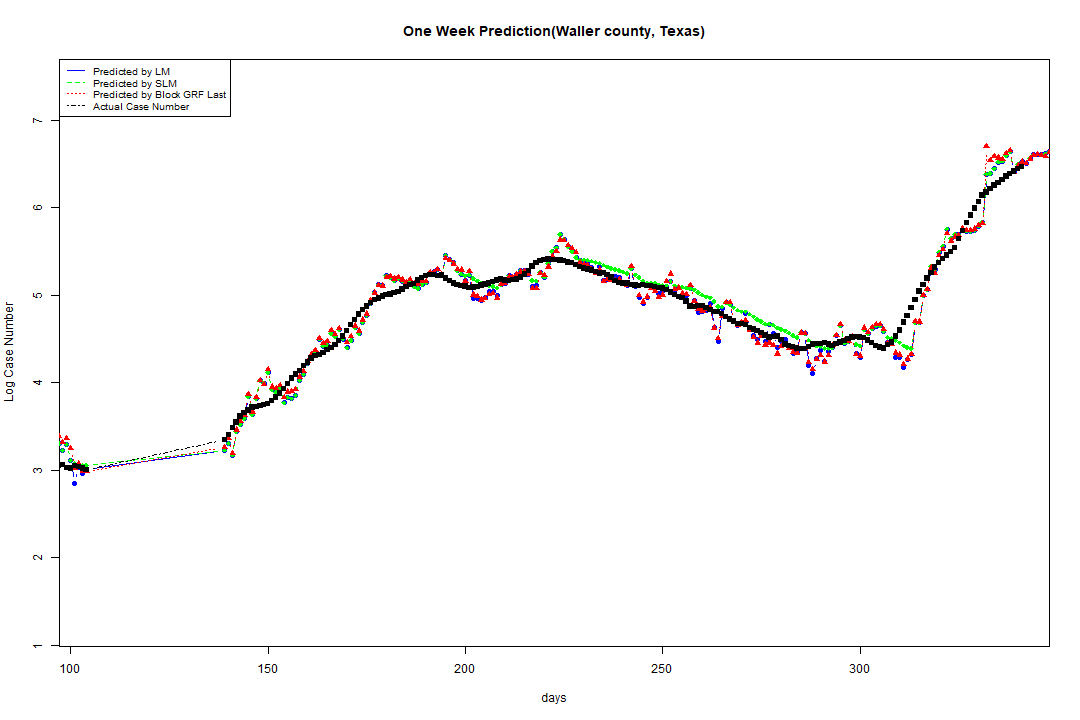 One Week Prediction(Waller county, Texas)
Predicted by LM
Predicted by SLM
Predicted by Block GRF Last
Actual Case Number
7
6
5
4
3
2
1
Log Case Number
100 150 200 250 300
days